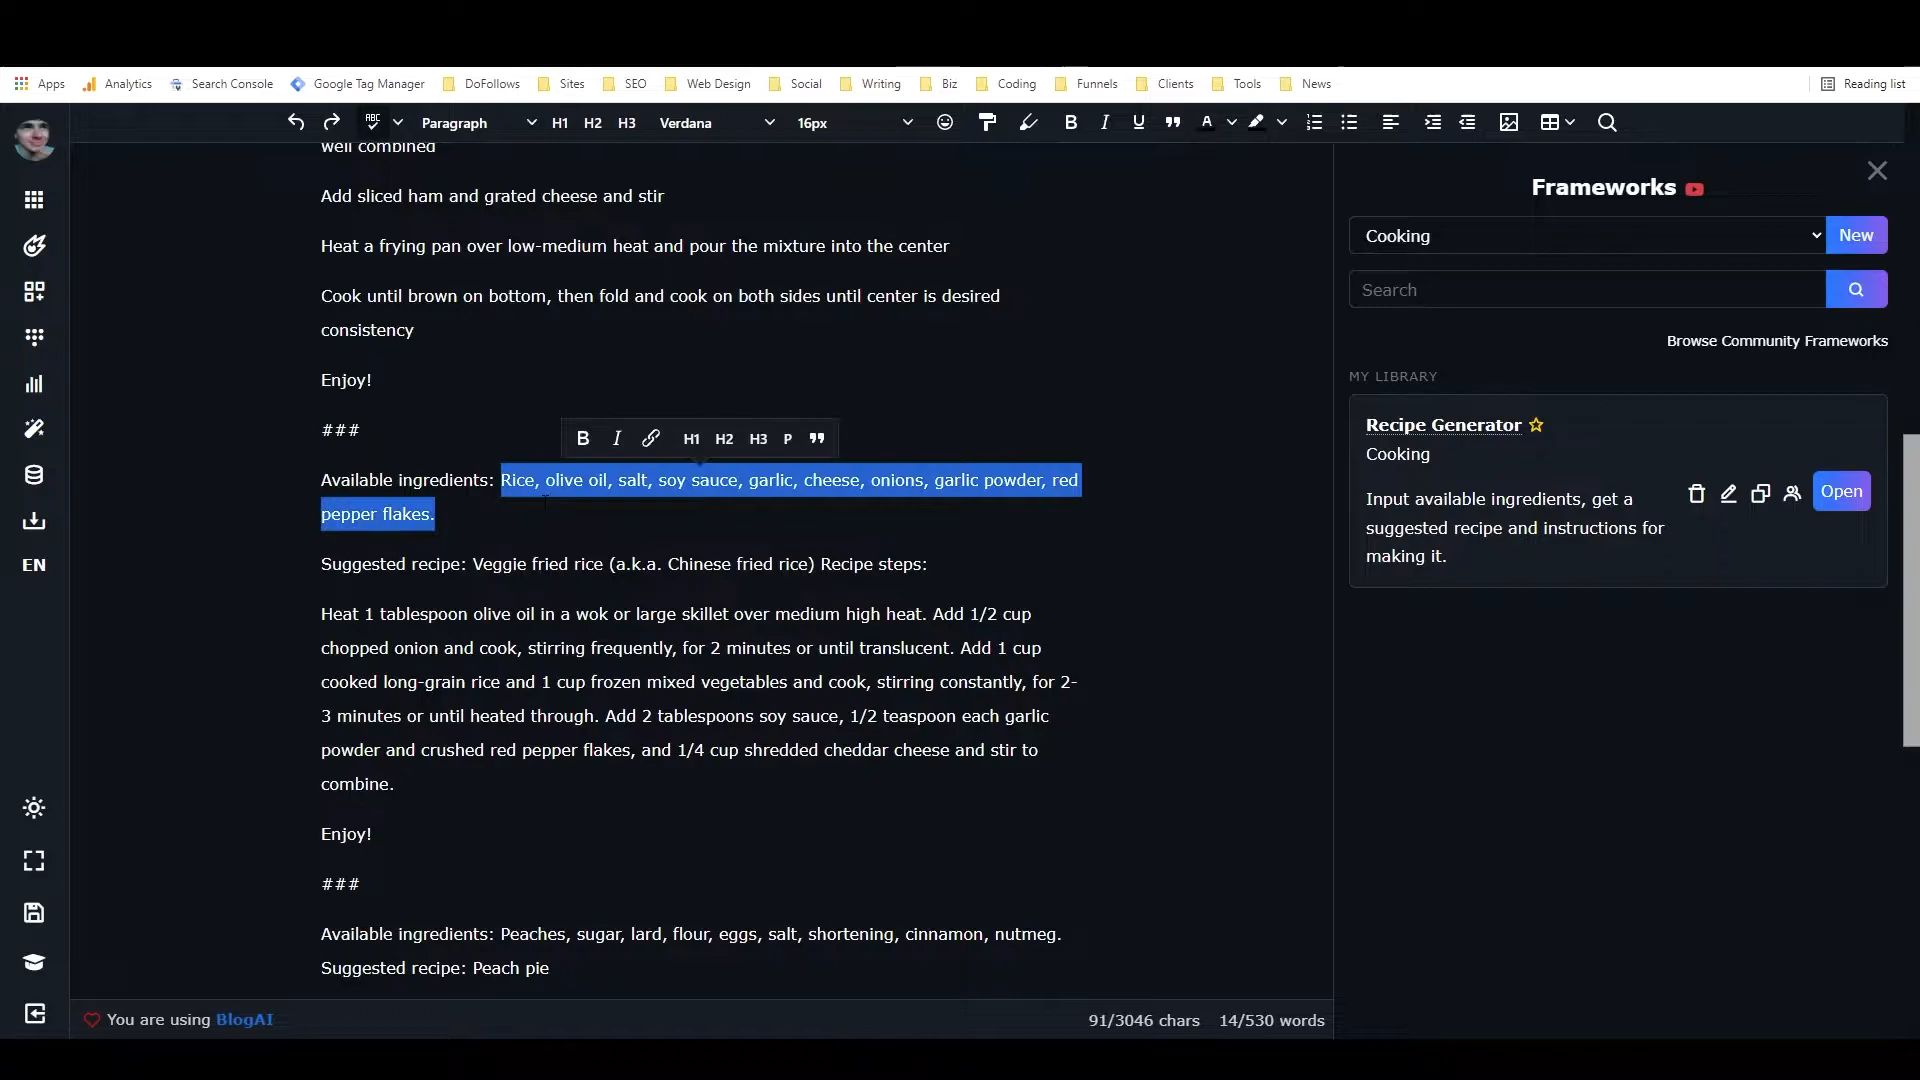 Apps Analytics Search Console Google Tag Manager DoFollows Sites SEO Web Design Social Writing Biz Coding Funnels Clients Tools News Reading list
ABC Paragraph H1 H2 H3 Verdana 16px B I U A
well combined
Add sliced ham and grated cheese and stir
Heat a frying pan over low-medium heat and pour the mixture into the center
Cook until brown on bottom, then fold and cook on both sides until center is desired
consistency
Enjoy!
###
B I H1 H2 H3 P
Available ingredients: Rice, olive oil, salt, soy sauce, garlic, cheese, onions, garlic powder, red
pepper flakes.
Suggested recipe: Veggie fried rice (a.k.a. Chinese fried rice) Recipe steps:
Heat 1 tablespoon olive oil in a wok or large skillet over medium high heat. Add 1/2 cup
chopped onion and cook, stirring frequently, for 2 minutes or until translucent. Add 1 cup
cooked long-grain rice and 1 cup frozen mixed vegetables and cook, stirring constantly, for 2-
3 minutes or until heated through. Add 2 tablespoons soy sauce, 1/2 teaspoon each garlic
powder and crushed red pepper flakes, and 1/4 cup shredded cheddar cheese and stir to
combine.
Enjoy!
###
Available ingredients: Peaches, sugar, lard, flour, eggs, salt, shortening, cinnamon, nutmeg.
Suggested recipe: Peach pie
EN
You are using BlogAI
91/3046 chars 14/530 words
Frameworks
Cooking New
Search
Browse Community Frameworks
MY LIBRARY
Recipe Generator
Cooking
Input available ingredients, get a
suggested recipe and instructions for
making it.
Open